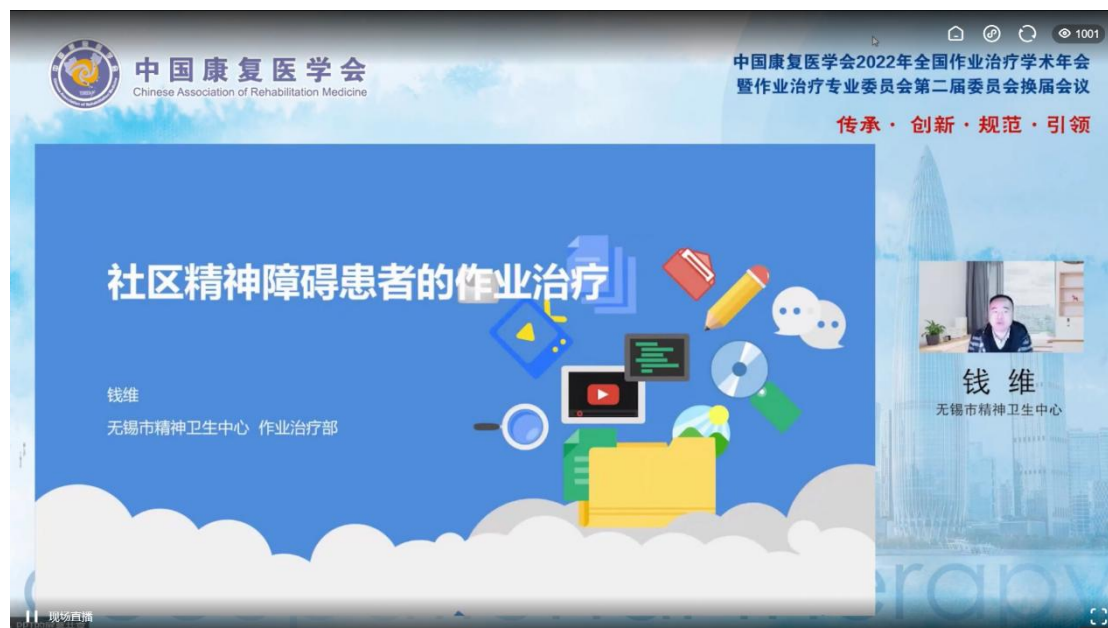 1001
中国康复医学会
Chinese Association of Rehabilitation Medicine
中国康复医学会2022年全国作业治疗学术年会
暨作业治疗专业委员会第二届委员会换届会议
传承·创新·规范·引领
社区精神障碍患者的作业治疗
钱维
无锡市精神卫生中心 作业治疗部
钱 维
无锡市精神卫生中心
现场直播